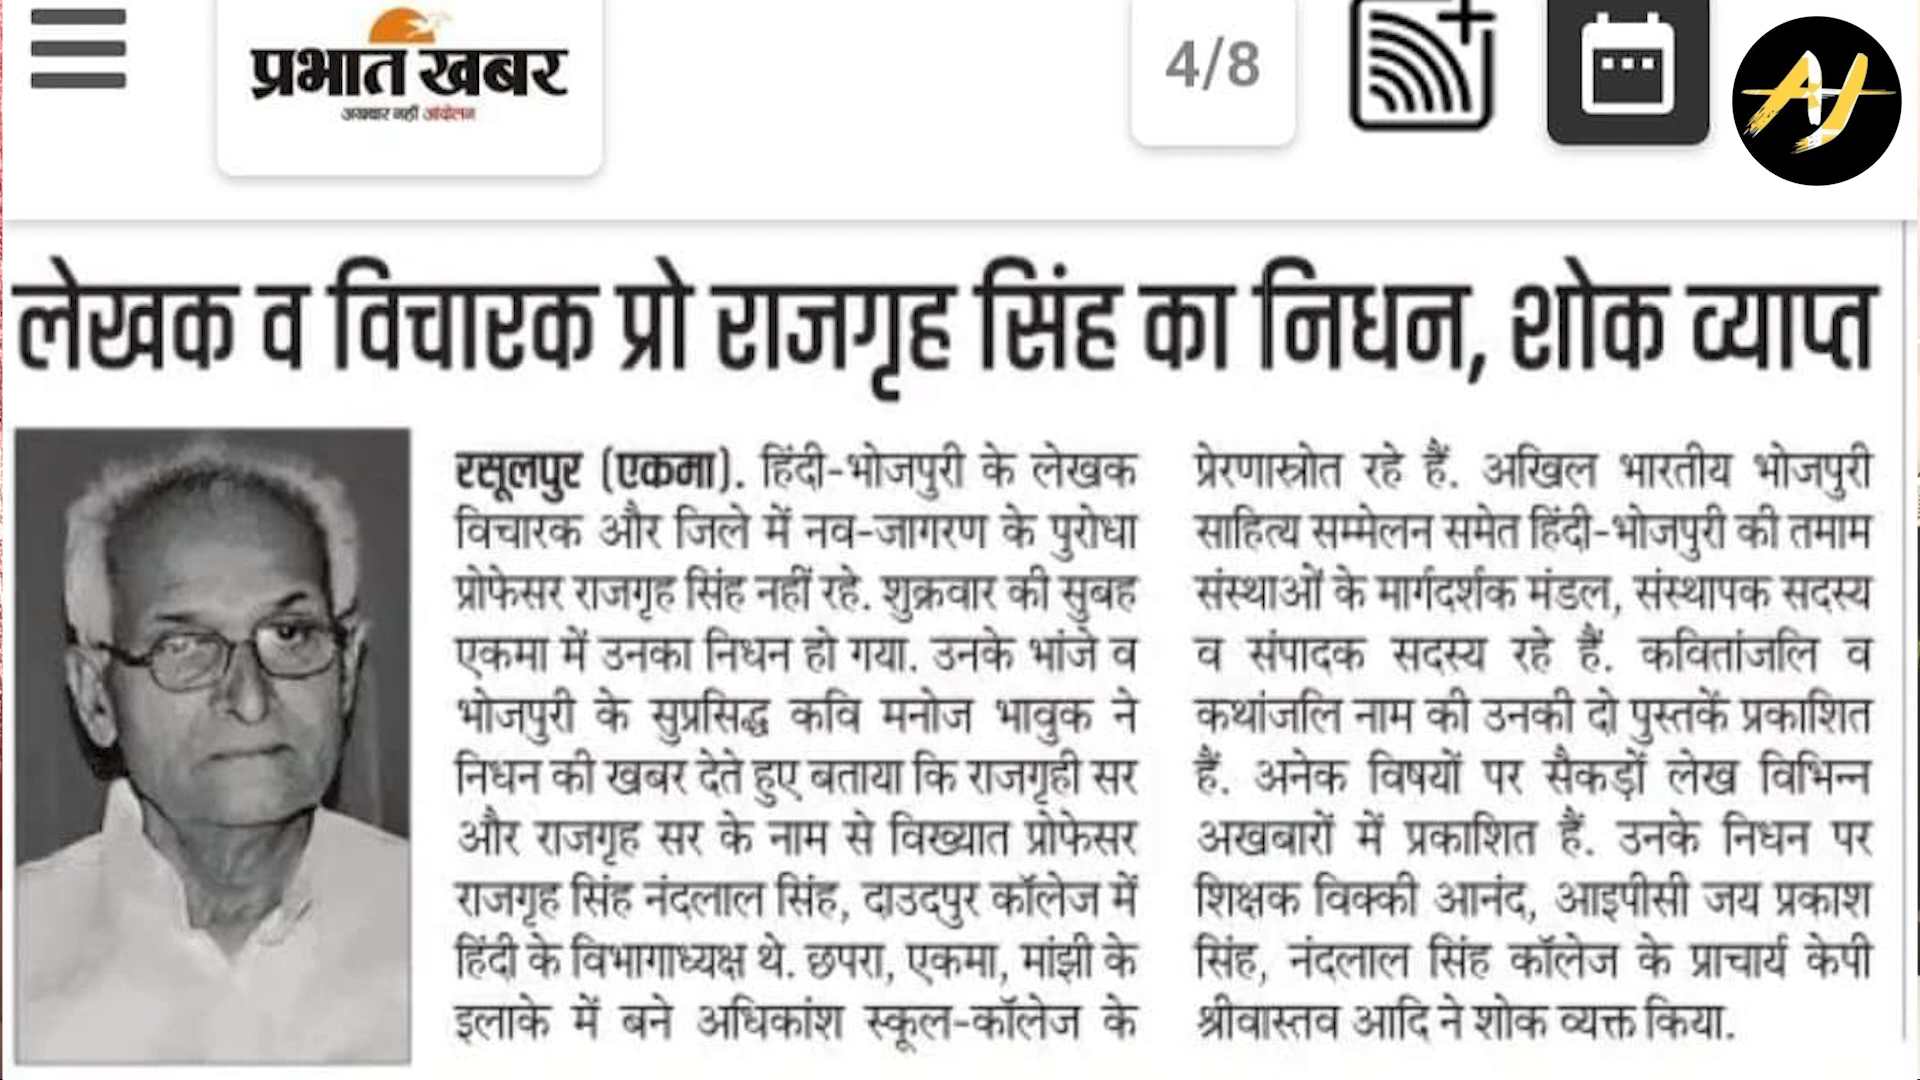 प्रभात खबर
अखबार नहीं आंदोलन
4/8
AJ
लेखक व विचारक प्रो राजगृह सिंह का निधन, शोक व्याप्त
रसूलपुर (एकमा). हिंदी-भोजपुरी के लेखक
विचारक और जिले में नव-जागरण के पुरोधा
प्रोफेसर राजगृह सिंह नहीं रहे. शुक्रवार की सुबह
एकमा में उनका निधन हो गया. उनके भांजे व
भोजपुरी के सुप्रसिद्ध कवि मनोज भावुक ने
निधन की खबर देते हुए बताया कि राजगृही सर
और राजगृह सर के नाम से विख्यात प्रोफेसर
राजगृह सिंह नंदलाल सिंह, दाउदपुर कॉलेज में
हिंदी के विभागाध्यक्ष थे. छपरा, एकमा, मांझी के
इलाके में बने अधिकांश स्कूल-कॉलेज के
प्रेरणास्त्रोत रहे हैं. अखिल भारतीय भोजपुरी
साहित्य सम्मेलन समेत हिंदी-भोजपुरी की तमाम
संस्थाओं के मार्गदर्शक मंडल, संस्थापक सदस्य
व संपादक सदस्य रहे हैं. कवितांजलि व
कथांजलि नाम की उनकी दो पुस्तकें प्रकाशित
हैं. अनेक विषयों पर सैकड़ों लेख विभिन्न
अखबारों में प्रकाशित हैं. उनके निधन पर
शिक्षक विक्की आनंद, आइपीसी जय प्रकाश
सिंह, नंदलाल सिंह कॉलेज के प्राचार्य केपी
श्रीवास्तव आदि ने शोक व्यक्त किया.